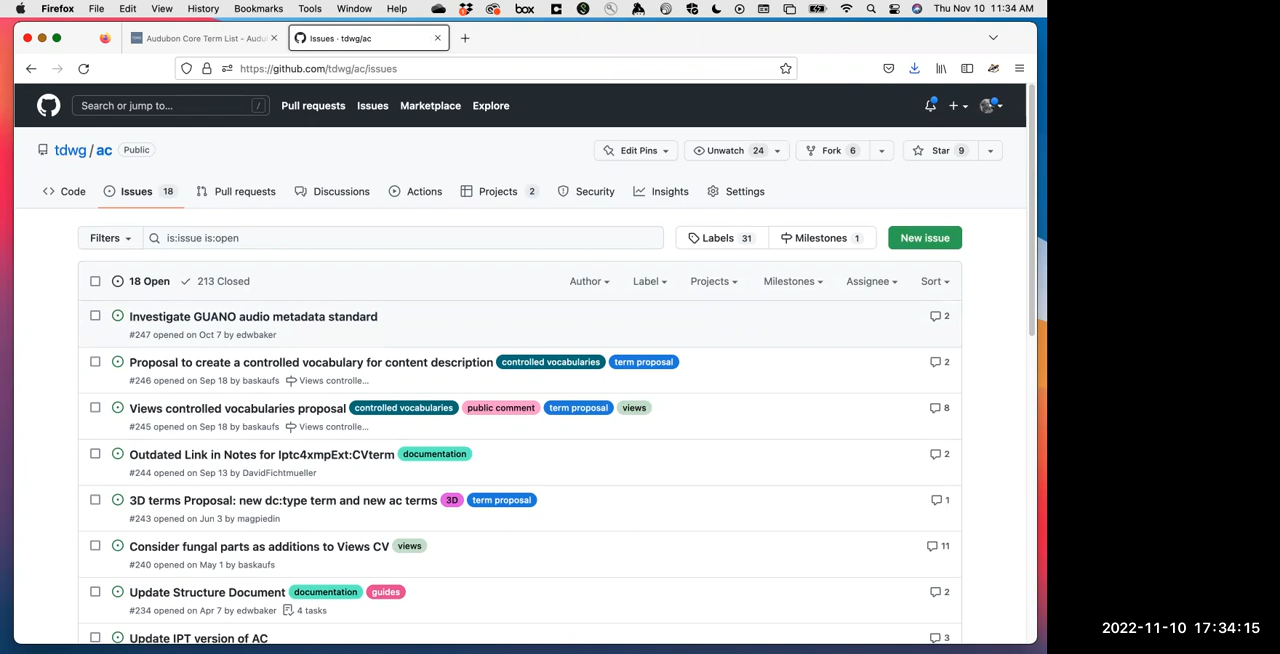 Firefox File Edit View History Bookmarks Tools Window Help box Thu Nov 10 11:34 AM
Audubon Core Term List - Audu Issues · tdwg/ac
https://github.com/tdwg/ac/issues
Search or jump to... / Pull requests Issues Marketplace Explore
tdwg / ac Public Edit Pins Unwatch 24 Fork 6 Star 9
Code Issues 18 Pull requests Discussions Actions Projects 2 Security Insights Settings
Filters is:issue is:open Labels 31 Milestones 1 New issue
18 Open 213 Closed Author Label Projects Milestones Assignee Sort
Investigate GUANO audio metadata standard 2
#247 opened on Oct 7 by edwbaker
Proposal to create a controlled vocabulary for content description controlled vocabularies term proposal 2
#246 opened on Sep 18 by baskaufs Views controlle...
Views controlled vocabularies proposal controlled vocabularies public comment term proposal views 8
#245 opened on Sep 18 by baskaufs Views controlle...
Outdated Link in Notes for Iptc4xmpExt:CVterm documentation 2
#244 opened on Sep 13 by DavidFichtmueller
3D terms Proposal: new dc:type term and new ac terms 3D term proposal 1
#243 opened on Jun 3 by magpiedin
Consider fungal parts as additions to Views CV views 11
#240 opened on May 1 by baskaufs
Update Structure Document documentation guides 2
#234 opened on Apr 7 by edwbaker 4 tasks
Update IPT version of AC 3
2022-11-10 17:34:15